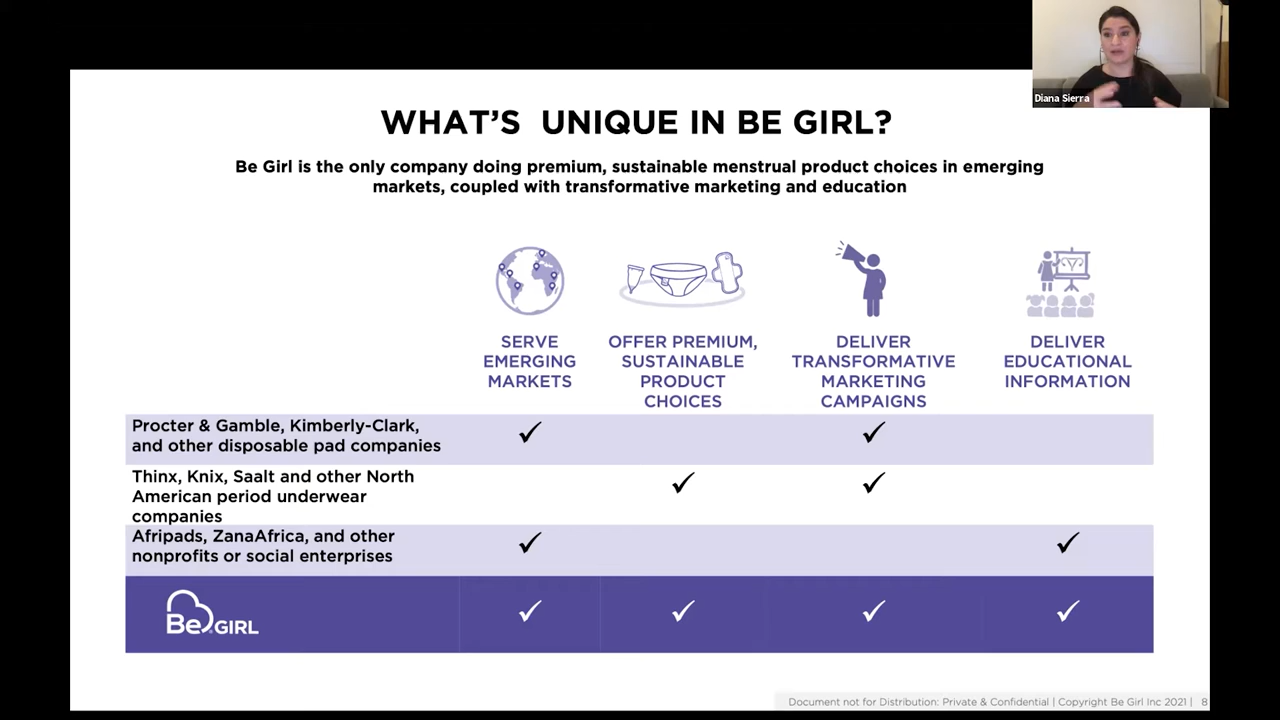 Diana Sierra
WHAT'S UNIQUE IN BE GIRL?
Be Girl is the only company doing premium, sustainable menstrual product choices in emerging
markets, coupled with transformative marketing and education
SERVE
EMERGING
MARKETS
OFFER PREMIUM,
SUSTAINABLE
PRODUCT
CHOICES
DELIVER
TRANSFORMATIVE
MARKETING
CAMPAIGNS
DELIVER
EDUCATIONAL
INFORMATION
Procter & Gamble, Kimberly-Clark,
and other disposable pad companies
Thinx, Knix, Saalt and other North
American period underwear
companies
Afripads, ZanaAfrica, and other
nonprofits or social enterprises
Be GIRL
Document not for Distribution: Private & Confidential | Copyright Be Girl Inc 2021 | 8